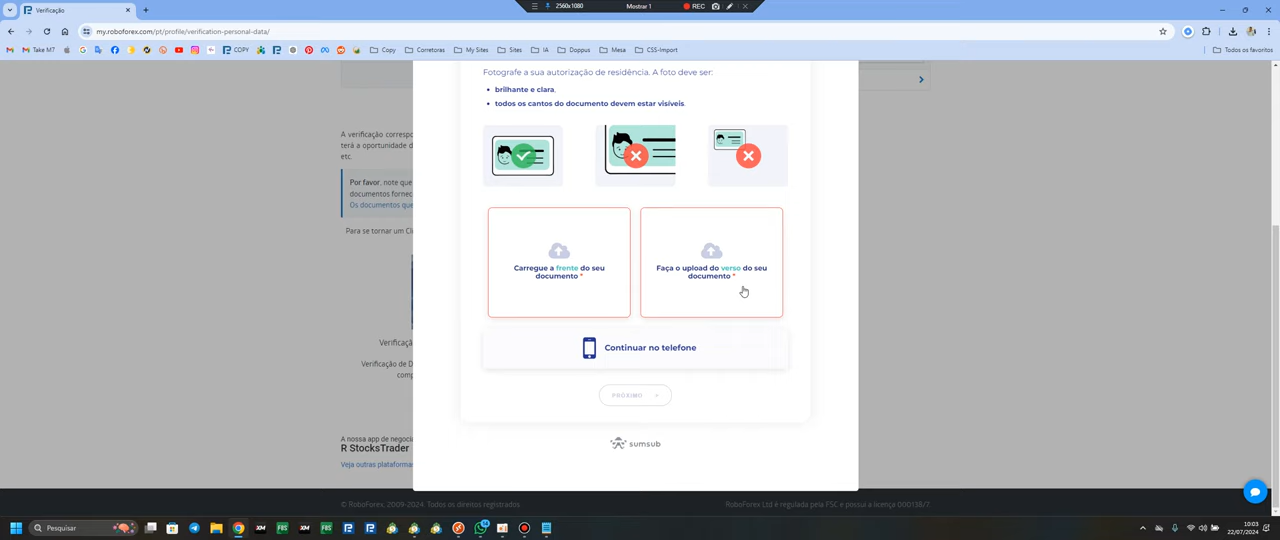 2560x1080
Mostrar 1
REC
Verificação
my.roboforex.com/pt/profile/verification-personal-data/
Gmail
Take M7
COPY
Copy
Corretoras
My Sites
Sites
IA
Doppus
Mesa
CSS-Import
Todos os favoritos
Fotografe a sua autorização de residência. A foto deve ser:
brilhante e clara.
todos os cantos do documento devem estar visíveis.
A verificação corresp
terá a oportunidade d
etc.
Por favor, note que
documentos fornec
Os documentos que
Para se tornar um Ci
Carregue a frente do seu
documento *
Faça o upload do verso do seu
documento *
Continuar no telefone
Verificaçã
Verificação de D
comp
PRÓXIMO
sumsub
A nossa app de negocia
R StocksTrader
Veja outras plataforma
© RoboForex, 2009-2024. Todos os direitos registrados
RoboForex Ltd é regulada pela FSC e possui a licença 000138/7
Pesquisar
XM
FBS
XM
FBS
10:03
22/07/2024